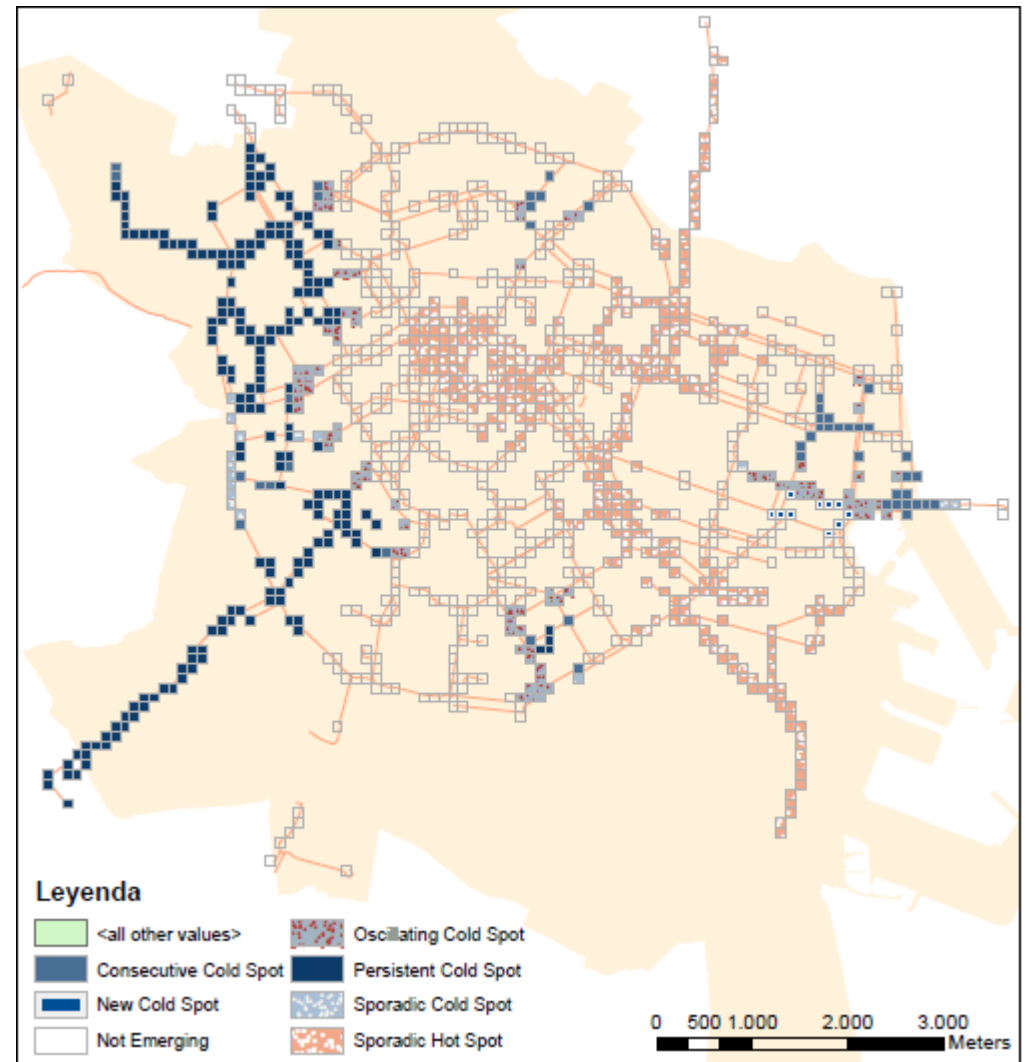 Leyenda
<all other values>
Consecutive Cold Spot
New Cold Spot
Not Emerging
Oscillating Cold Spot
Persistent Cold Spot
Sporadic Cold Spot
Sporadic Hot Spot
0 500 1.000 2.000 3.000
Meters